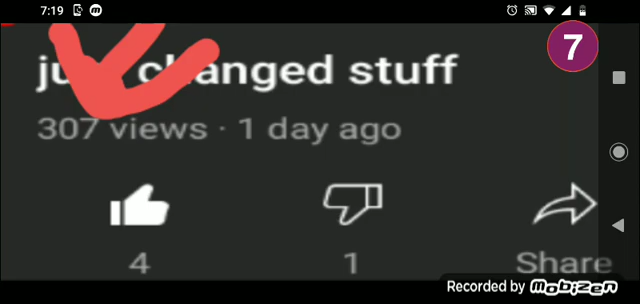 7:19
7
changed stuff
307 views · 1 day ago
4 1 Share
Recorded by Mobizen